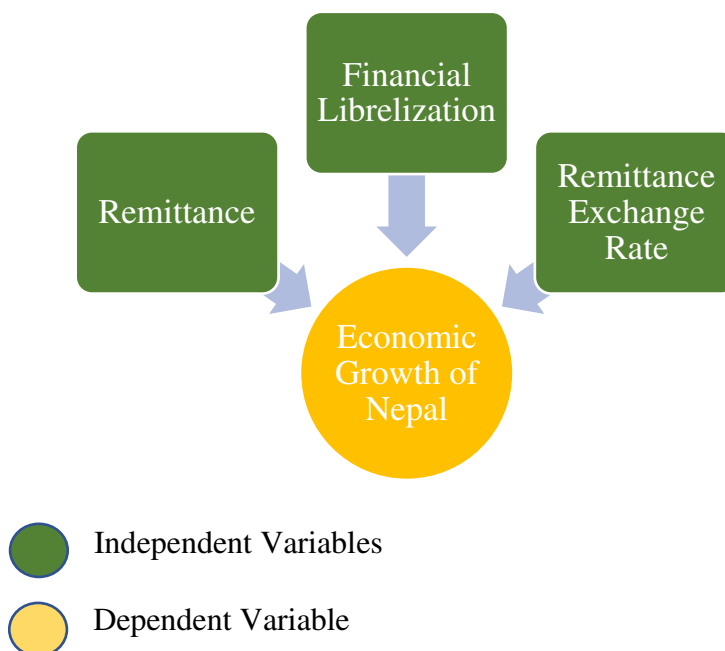 Financial
Librelization
Remittance
Remittance
Exchange
Rate
Economic
Growth of
Nepal
Independent Variables
Dependent Variable